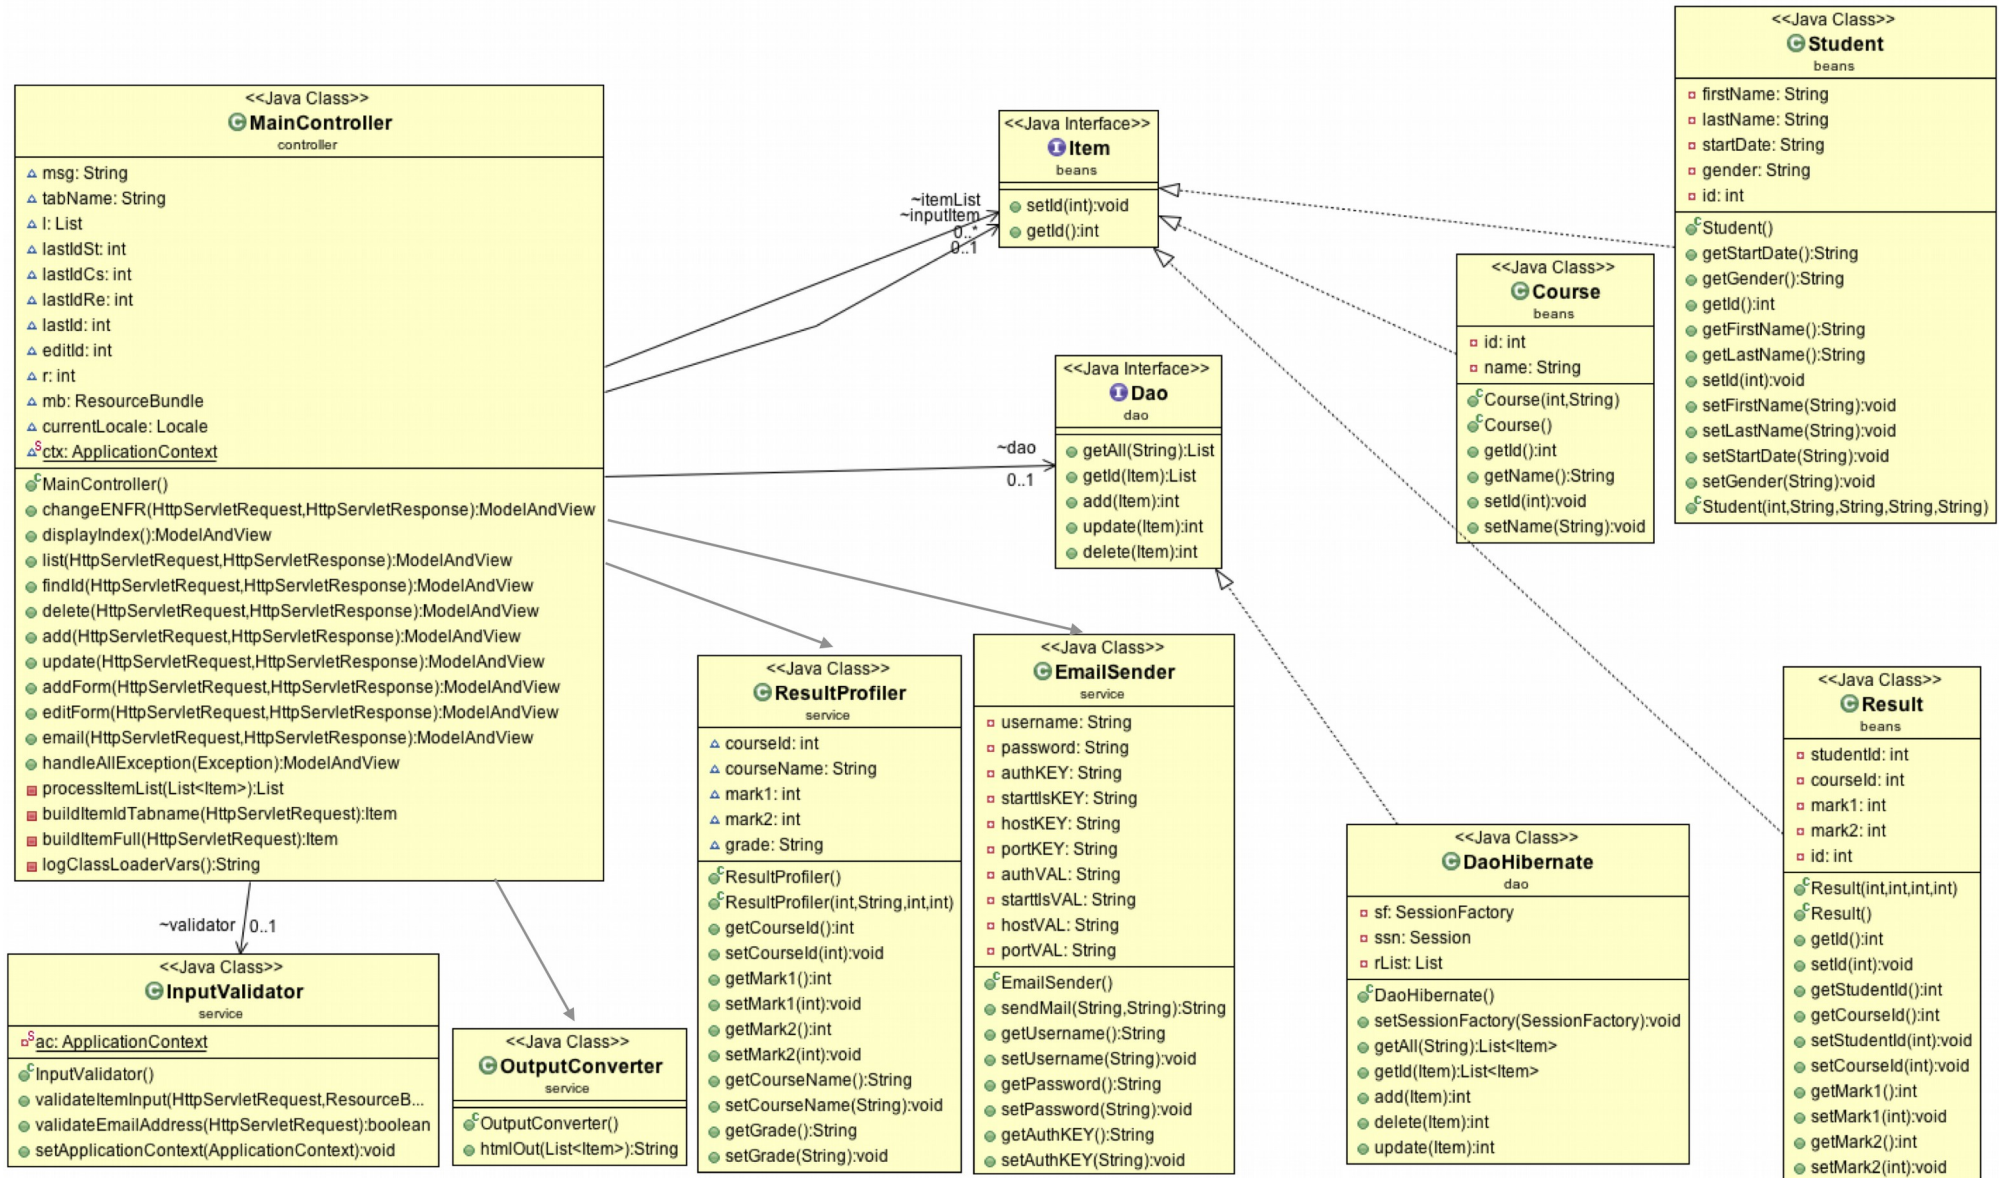 <<Java Class>>
MainController
controller
msg: String
tabName: String
l: List
lastIdSt: int
lastIdCs: int
lastIdRe: int
lastId: int
editId: int
r: int
mb: ResourceBundle
currentLocale: Locale
ctx: ApplicationContext
MainController()
changeENFR(HttpServletRequest,HttpServletResponse):ModelAndView
displayIndex():ModelAndView
list(HttpServletRequest,HttpServletResponse):ModelAndView
findId(HttpServletRequest,HttpServletResponse):ModelAndView
delete(HttpServletRequest,HttpServletResponse):ModelAndView
add(HttpServletRequest,HttpServletResponse):ModelAndView
update(HttpServletRequest,HttpServletResponse):ModelAndView
addForm(HttpServletRequest,HttpServletResponse):ModelAndView
editForm(HttpServletRequest,HttpServletResponse):ModelAndView
email(HttpServletRequest,HttpServletResponse):ModelAndView
handleAllException(Exception):ModelAndView
processItemList(List<Item>):List
buildItemIdTabname(HttpServletRequest):Item
buildItemFull(HttpServletRequest):Item
logClassLoaderVars():String
~itemList
~inputItem
0..*
0..1
<<Java Interface>>
Item
beans
setId(int):void
getId():int
~dao
0..1
<<Java Interface>>
Dao
dao
getAll(String):List
getId(Item):List
add(Item):int
update(Item):int
delete(Item):int
<<Java Class>>
Course
beans
id: int
name: String
Course(int,String)
Course()
getId():int
getName():String
setId(int):void
setName(String):void
<<Java Class>>
Student
beans
firstName: String
lastName: String
startDate: String
gender: String
id: int
Student()
getStartDate():String
getGender():String
getId():int
getFirstName():String
getLastName():String
setId(int):void
setFirstName(String):void
setLastName(String):void
setStartDate(String):void
setGender(String):void
Student(int,String,String,String,String)
~validator
0..1
<<Java Class>>
InputValidator
service
ac: ApplicationContext
InputValidator()
validateItemInput(HttpServletRequest,ResourceB...
validateEmailAddress(HttpServletRequest):boolean
setApplicationContext(ApplicationContext):void
<<Java Class>>
OutputConverter
service
OutputConverter()
htmlOut(List<Item>):String
<<Java Class>>
ResultProfiler
service
courseId: int
courseName: String
mark1: int
mark2: int
grade: String
ResultProfiler()
ResultProfiler(int,String,int,int)
getCourseId():int
setCourseId(int):void
getMark1():int
setMark1(int):void
getMark2():int
setMark2(int):void
getCourseName():String
setCourseName(String):void
getGrade():String
setGrade(String):void
<<Java Class>>
EmailSender
service
username: String
password: String
authKEY: String
starttlsKEY: String
hostKEY: String
portKEY: String
authVAL: String
starttlsVAL: String
hostVAL: String
portVAL: String
EmailSender()
sendMail(String,String):String
getUsername():String
setUsername(String):void
getPassword():String
setPassword(String):void
getAuthKEY():String
setAuthKEY(String):void
<<Java Class>>
DaoHibernate
dao
sf: SessionFactory
ssn: Session
rList: List
DaoHibernate()
setSessionFactory(SessionFactory):void
getAll(String):List<Item>
getId(Item):List<Item>
add(Item):int
delete(Item):int
update(Item):int
<<Java Class>>
Result
beans
studentId: int
courseId: int
mark1: int
mark2: int
id: int
Result(int,int,int,int)
Result()
getId():int
setId(int):void
getStudentId():int
getCourseId():int
setStudentId(int):void
setCourseId(int):void
getMark1():int
setMark1(int):void
getMark2():int
setMark2(int):void